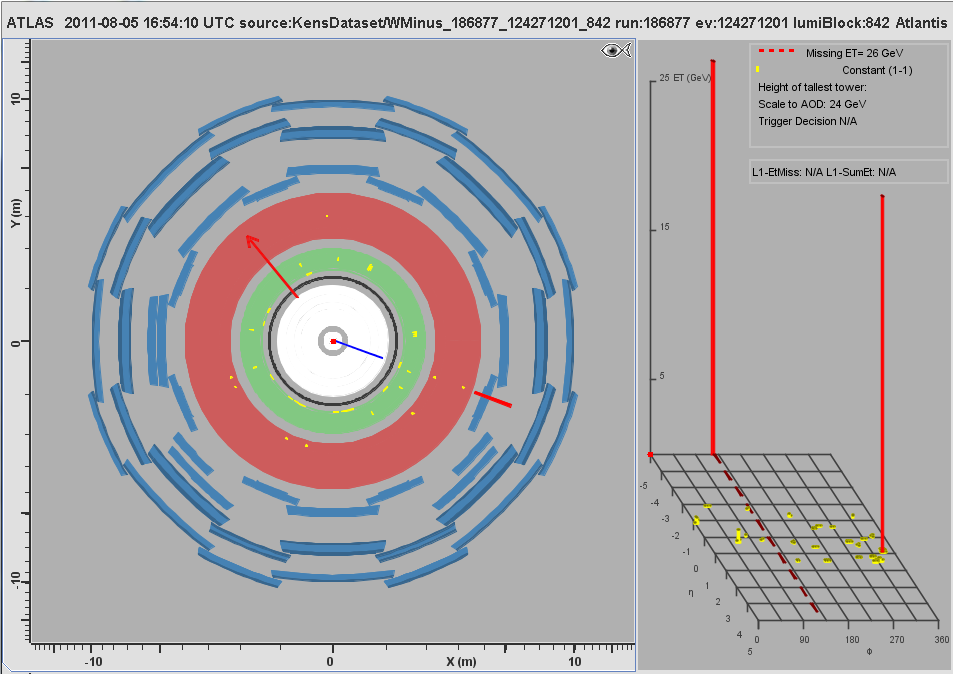 ATLAS 2011-08-05 16:54:10 UTC source:KensDataset/WMinus_186877_124271201_842 run:186877 ev:124271201 lumiBlock:842 Atlantis
10
Y (m)
0
-10
-10
0
X (m)
10
25 ET (GeV)
15
5
Missing ET= 26 GeV
Constant (1-1)
Height of tallest tower:
Scale to AOD: 24 GeV
Trigger Decision N/A
L1-EtMiss: N/A L1-SumEt: N/A
-5
-4
-3
-2
-1
0
1
η
2
3
4
5
0
90
180
270
360
Φ